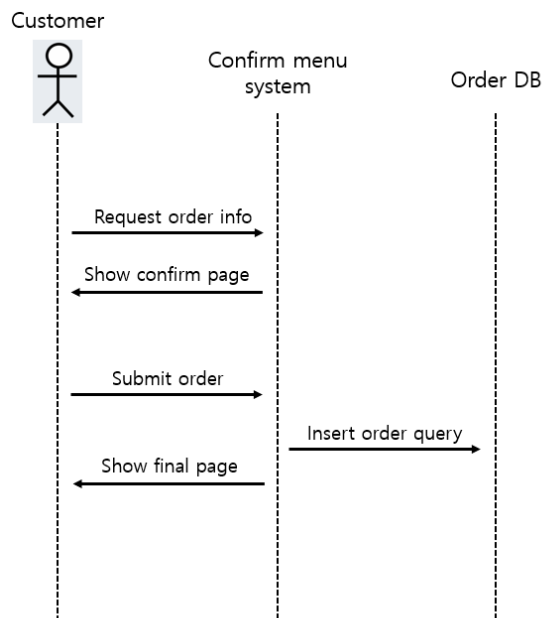 Customer
Confirm menu
system
Order DB
Request order info
Show confirm page
Submit order
Insert order query
Show final page